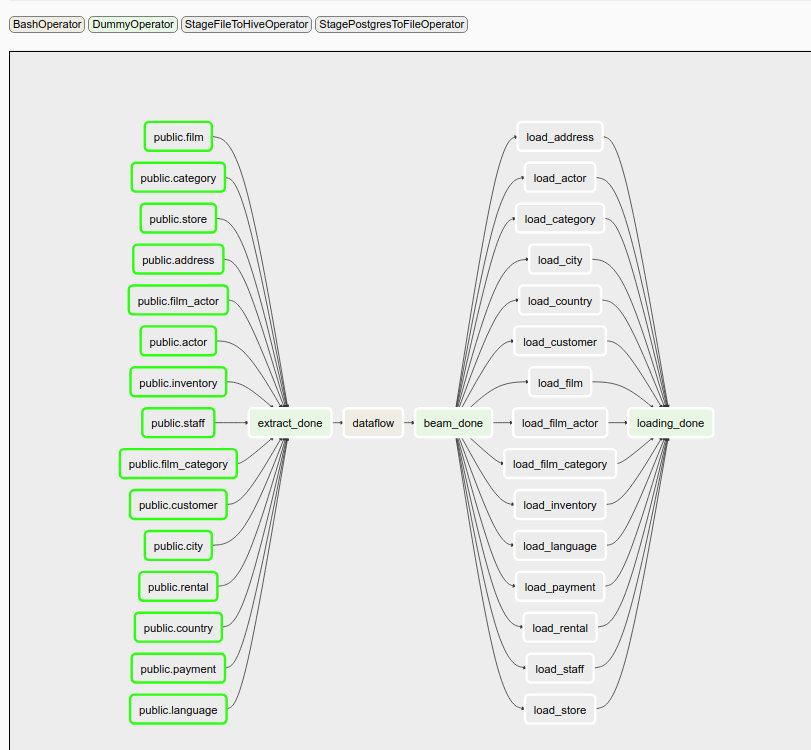 BashOperator DummyOperator StageFileToHiveOperator StagePostgresToFileOperator
public.film load_address
public.category load_actor
public.store load_category
public.address load_city
public.film_actor load_country
public.actor load_customer
public.inventory load_film
public.staff extract_done dataflow beam_done load_film_actor loading_done
public.film_category load_film_category
public.customer load_inventory
public.city load_language
public.rental load_payment
public.country load_rental
public.payment load_staff
public.language load_store